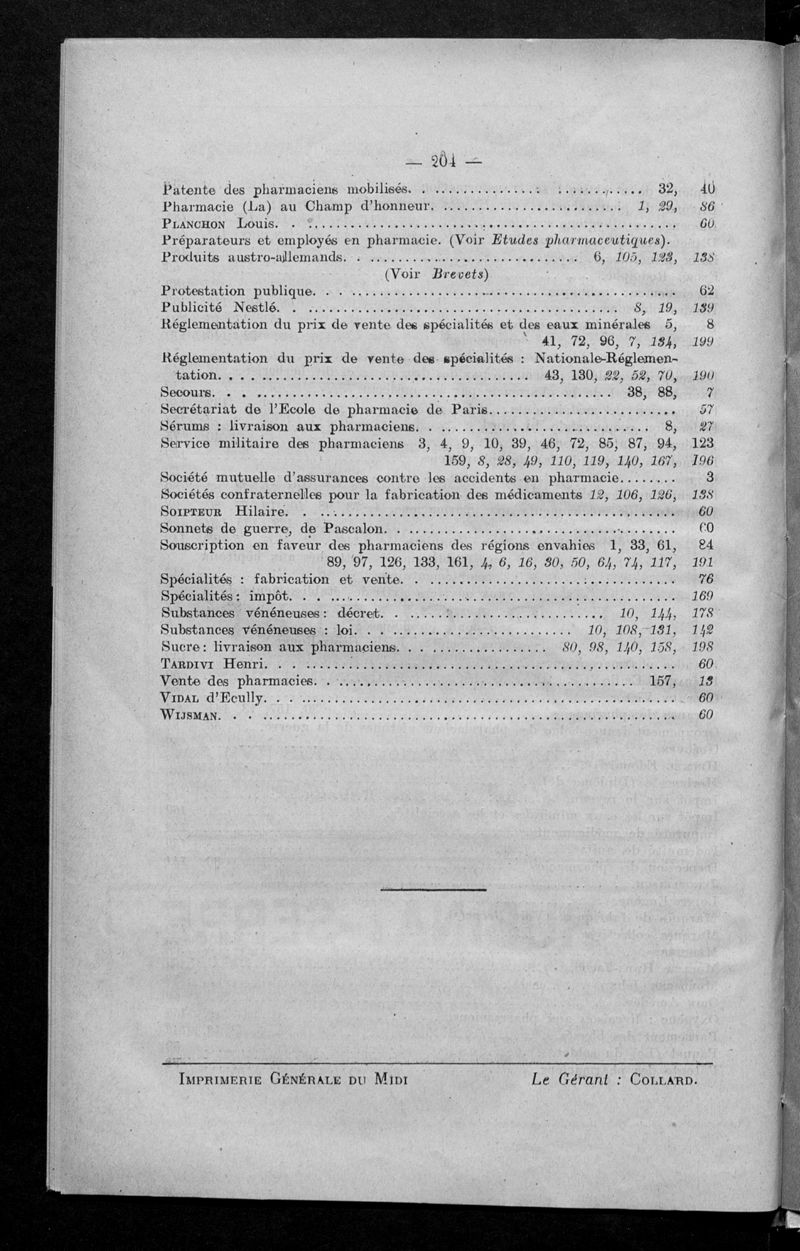 — 204 —
Patente des pharmaciens mobilisés. . .......................... 32, 40
Pharmacie (La) au Champ d'honneur. .......................... 1, 29, 86
PLANCHON Louis. . .......................... 60
Préparateurs et employés en pharmacie. (Voir Etudes pharmaceutiques).
Produits austro-allemands. . .......................... 6, 105, 123, 138
(Voir Brevets)
Protestation publique. . .......................... 62
Publicité Nestlé. . .......................... 8, 19, 139
Réglementation du prix de vente des spécialités et des eaux minérales 5, 8
41, 72, 96, 7, 134, 199
Réglementation du prix de vente des spécialités : Nationale-Réglemen-
tation. .......................... 43, 130, 22, 52, 70, 190
Secours. . .......................... 38, 88, 7
Secrétariat de l'Ecole de pharmacie de Paris.......................... 57
Sérums : livraison aux pharmaciens. .......................... 8, 27
Service militaire des pharmaciens 3, 4, 9, 10, 39, 46, 72, 85, 87, 94, 123
159, 8, 28, 49, 110, 119, 140, 167, 196
Société mutuelle d'assurances contre les accidents en pharmacie........ 3
Sociétés confraternelles pour la fabrication des médicaments 12, 106, 126, 138
SOIPTEUR Hilaire. . .......................... 60
Sonnets de guerre, de Pascalon. .......................... 60
Souscription en faveur des pharmaciens des régions envahies 1, 33, 61, 84
89, 97, 126, 133, 161, 4, 6, 16, 30, 50, 64, 74, 117, 191
Spécialités : fabrication et vente. .......................... 76
Spécialités : impôt. . .......................... 169
Substances vénéneuses : décret. .......................... 10, 144, 178
Substances vénéneuses : loi. .......................... 10, 108, 131, 142
Sucre : livraison aux pharmaciens. .................. 80, 98, 140, 158, 198
TARDIVI Henri. . .......................... 60
Vente des pharmacies. . .......................... 157, 13
VIDAL d'Ecully. . .......................... 60
WIJSMAN. . .......................... 60
IMPRIMERIE GÉNÉRALE DU MIDI Le Gérant : COLLARD.